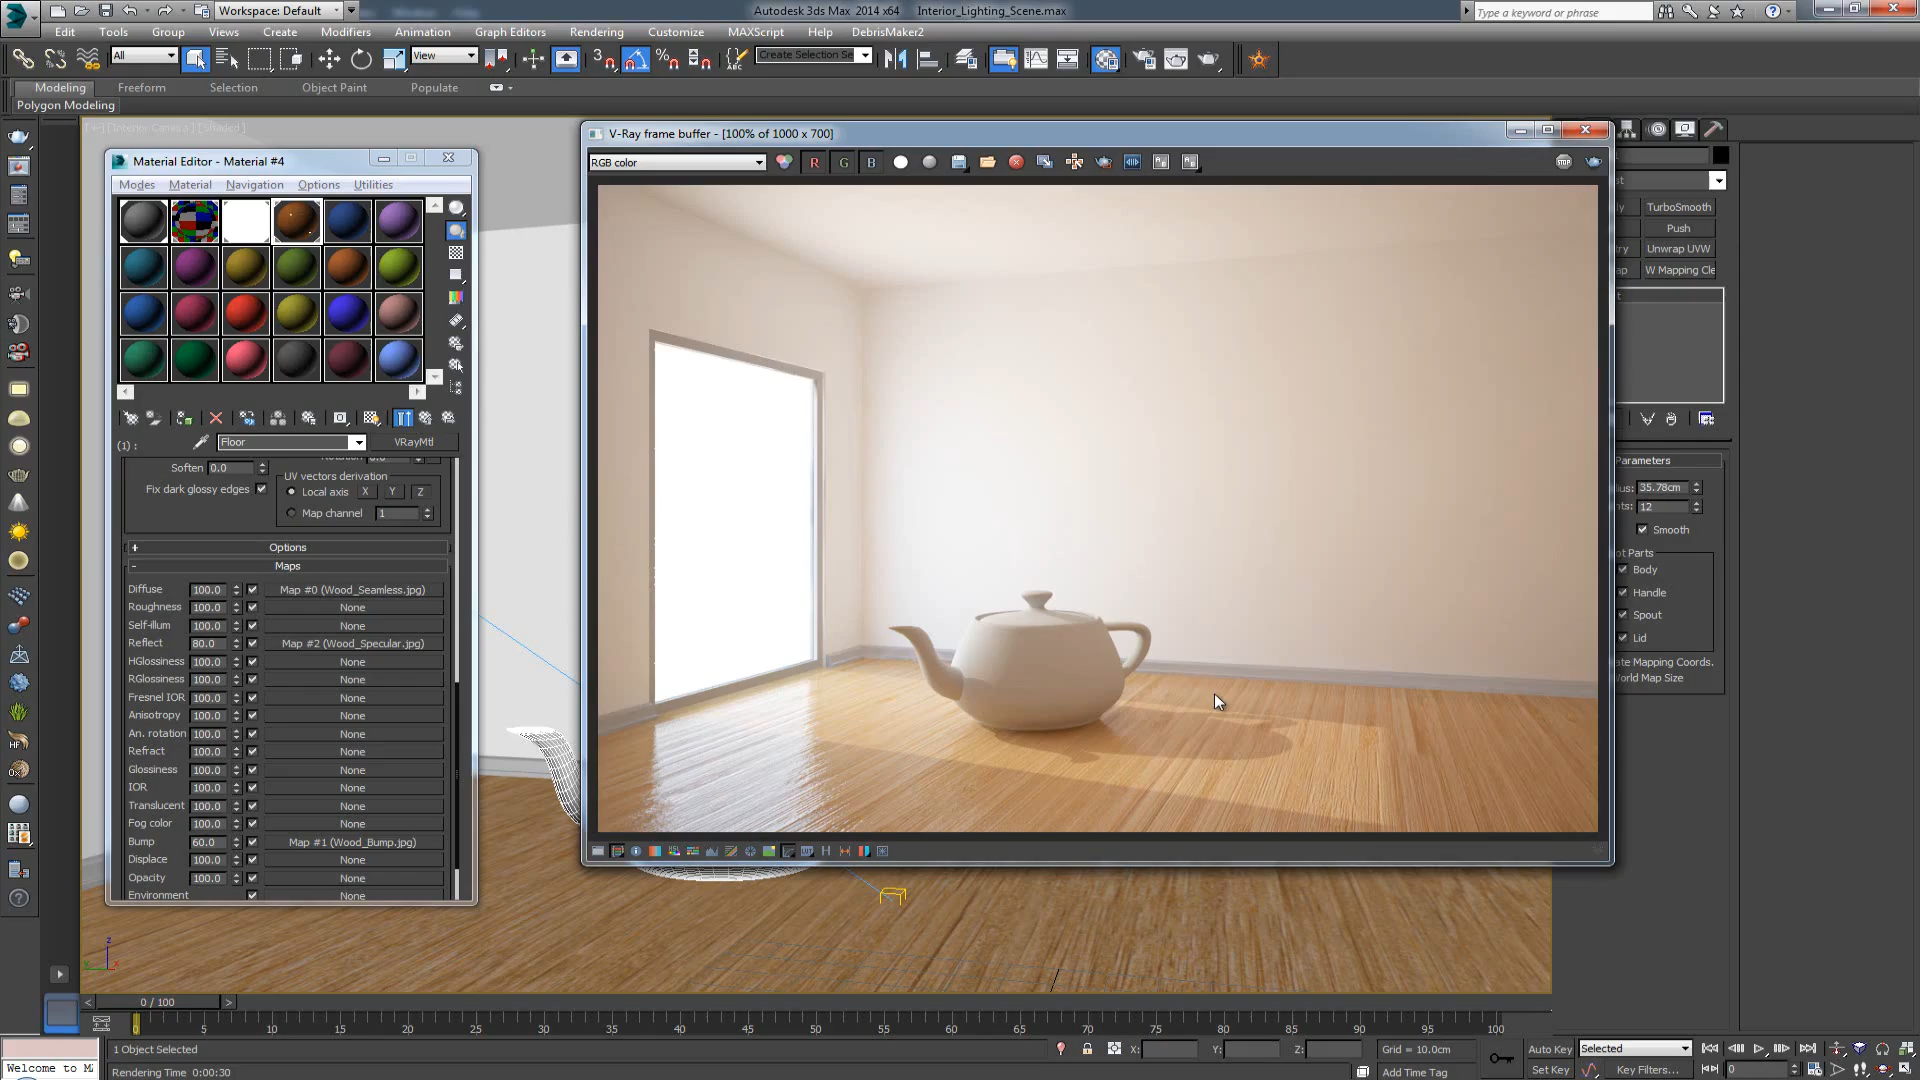 Workspace: Default
Autodesk 3ds Max 2014 x64 Interior_Lighting_Scene.max
Type a keyword or phrase
Edit Tools Group Views Create Modifiers Animation Graph Editors Rendering Customize MAXScript Help DebrisMaker2
All
View
Create Selection Se
Modeling Freeform Selection Object Paint Populate
Polygon Modeling
Material Editor - Material #4
Modes Material Navigation Options Utilities
(1) :
Floor
VRayMtl
Soften 0.0
Fix dark glossy edges
UV vectors derivation
Local axis X Y Z
Map channel 1
+ Options
- Maps
Diffuse 100.0 Map #0 (Wood_Seamless.jpg)
Roughness 100.0 None
Self-illum 100.0 None
Reflect 80.0 Map #2 (Wood_Specular.jpg)
HGlossiness 100.0 None
RGlossiness 100.0 None
Fresnel IOR 100.0 None
Anisotropy 100.0 None
An. rotation 100.0 None
Refract 100.0 None
Glossiness 100.0 None
IOR 100.0 None
Translucent 100.0 None
Fog color 100.0 None
Bump 60.0 Map #1 (Wood_Bump.jpg)
Displace 100.0 None
Opacity 100.0 None
Environment None
V-Ray frame buffer - [100% of 1000 x 700]
RGB color
R G B
STOP
TurboSmooth
Push
Unwrap UVW
W Mapping Cle
Parameters
35.78cm
12
Smooth
ot Parts
Body
Handle
Spout
Lid
ate Mapping Coords.
orld Map Size
0 / 100
0 5 10 15 20 25 30 35 40 45 50 55 60 65 70 75 80 85 90 95 100
1 Object Selected
X: Y: Z:
Grid = 10.0cm
Auto Key
Selected
Welcome to M
Rendering Time 0:00:30
Add Time Tag
Set Key
Key Filters...
0